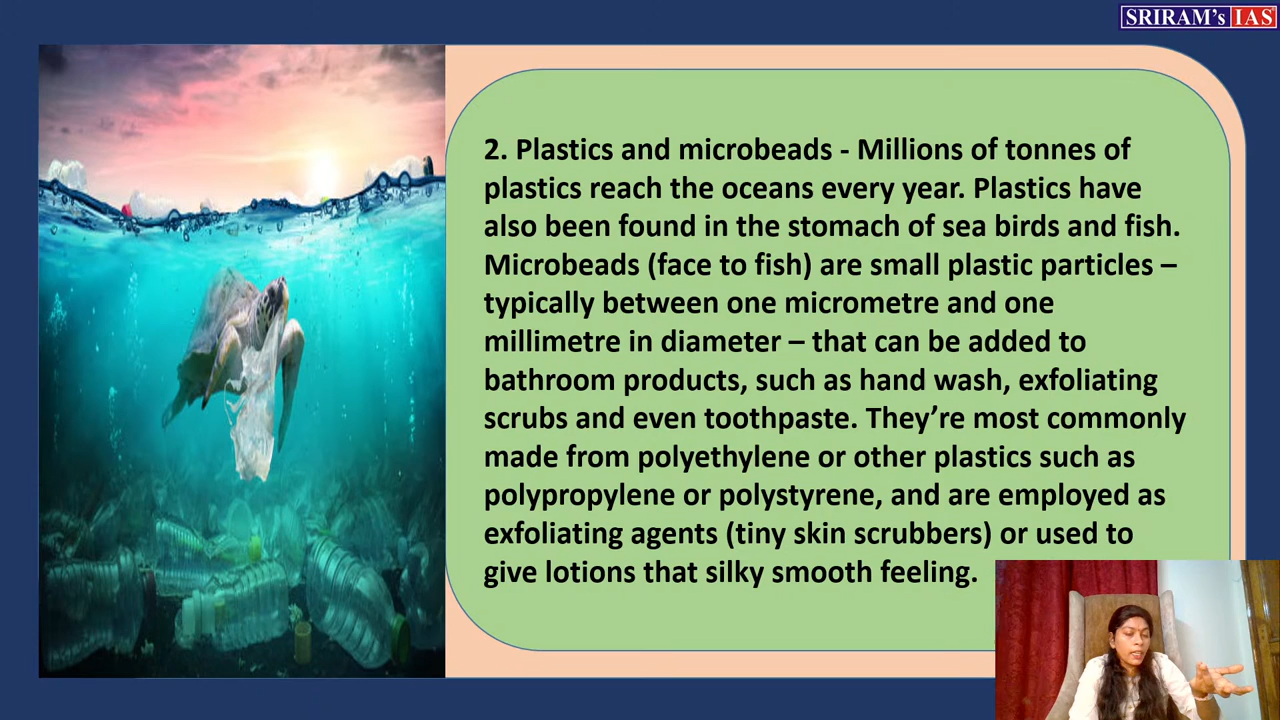 SRIRAM's IAS
2. Plastics and microbeads - Millions of tonnes of
plastics reach the oceans every year. Plastics have
also been found in the stomach of sea birds and fish.
Microbeads (face to fish) are small plastic particles –
typically between one micrometre and one
millimetre in diameter – that can be added to
bathroom products, such as hand wash, exfoliating
scrubs and even toothpaste. They’re most commonly
made from polyethylene or other plastics such as
polypropylene or polystyrene, and are employed as
exfoliating agents (tiny skin scrubbers) or used to
give lotions that silky smooth feeling.